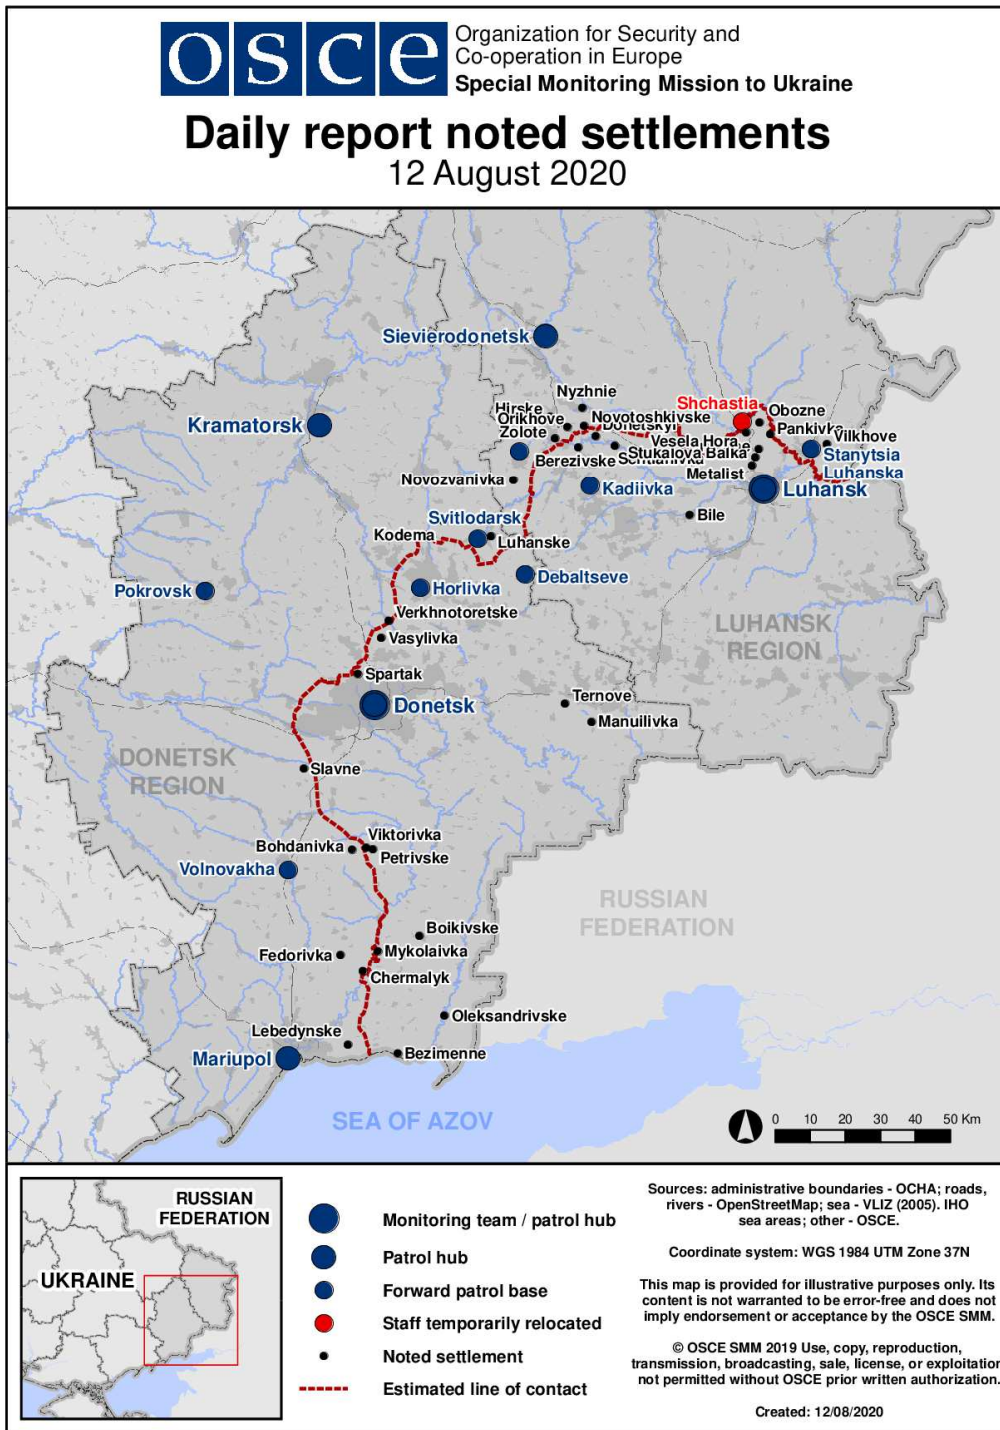 osce
Organization for Security and
Co-operation in Europe
Special Monitoring Mission to Ukraine
Daily report noted settlements
12 August 2020
Sievierodonetsk
Nyzhnie
Hirske
Orikhove
Zolote
Novotoshkivske
Shchastia
Obozne
Pankivka
Vilkhove
Kramatorsk
Vesela Hora
Stukalova Balka
Berezivske
Metalist
Stanytsia
Luhanska
Novozvanivka
Kadiivka
Luhansk
Svitlodarsk
Bile
Kodema
Luhanske
Debaltseve
Pokrovsk
Horlivka
Verkhnotoretske
Vasylivka
LUHANSK
REGION
Spartak
Donetsk
Ternove
Manuilivka
DONETSK
REGION
Slavne
Viktorivka
Bohdanivka
Petrivske
Volnovakha
RUSSIAN
FEDERATION
Boikivske
Fedorivka
Mykolaivka
Chermalyk
Oleksandrivske
Lebedynske
Mariupol
Bezimenne
SEA OF AZOV
0 10 20 30 40 50 Km
RUSSIAN
FEDERATION
UKRAINE
Monitoring team / patrol hub
Patrol hub
Forward patrol base
Staff temporarily relocated
Noted settlement
Estimated line of contact
Sources: administrative boundaries - OCHA; roads,
rivers - OpenStreetMap; sea - VLIZ (2005). IHO
sea areas; other - OSCE.
Coordinate system: WGS 1984 UTM Zone 37N
This map is provided for illustrative purposes only. Its
content is not warranted to be error-free and does not
imply endorsement or acceptance by the OSCE SMM.
© OSCE SMM 2019 Use, copy, reproduction,
transmission, broadcasting, sale, license, or exploitation
not permitted without OSCE prior written authorization.
Created: 12/08/2020